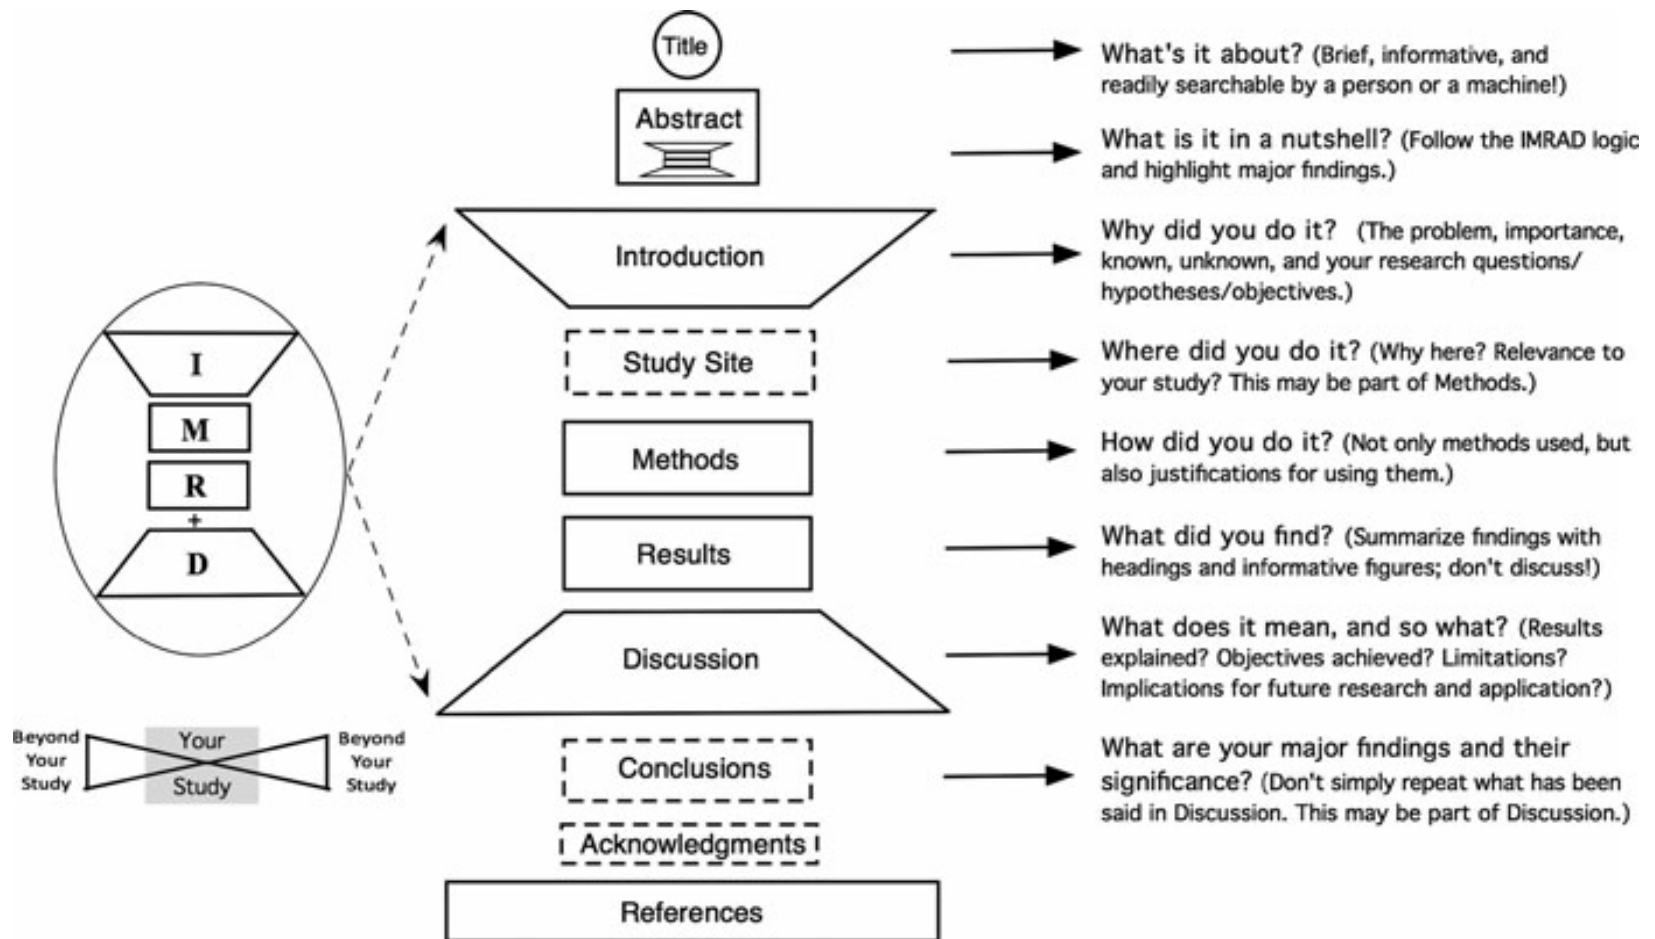 Title
What's it about? (Brief, informative, and
readily searchable by a person or a machine!)
Abstract
What is it in a nutshell? (Follow the IMRAD logic
and highlight major findings.)
Introduction
Why did you do it? (The problem, importance,
known, unknown, and your research questions/
hypotheses/objectives.)
Study Site
Where did you do it? (Why here? Relevance to
your study? This may be part of Methods.)
Methods
How did you do it? (Not only methods used, but
also justifications for using them.)
Results
What did you find? (Summarize findings with
headings and informative figures; don't discuss!)
Discussion
What does it mean, and so what? (Results
explained? Objectives achieved? Limitations?
Implications for future research and application?)
Conclusions
What are your major findings and their
significance? (Don't simply repeat what has been
said in Discussion. This may be part of Discussion.)
Acknowledgments
References
I
M
R
+
D
Beyond
Your
Study
Your
Study
Beyond
Your
Study